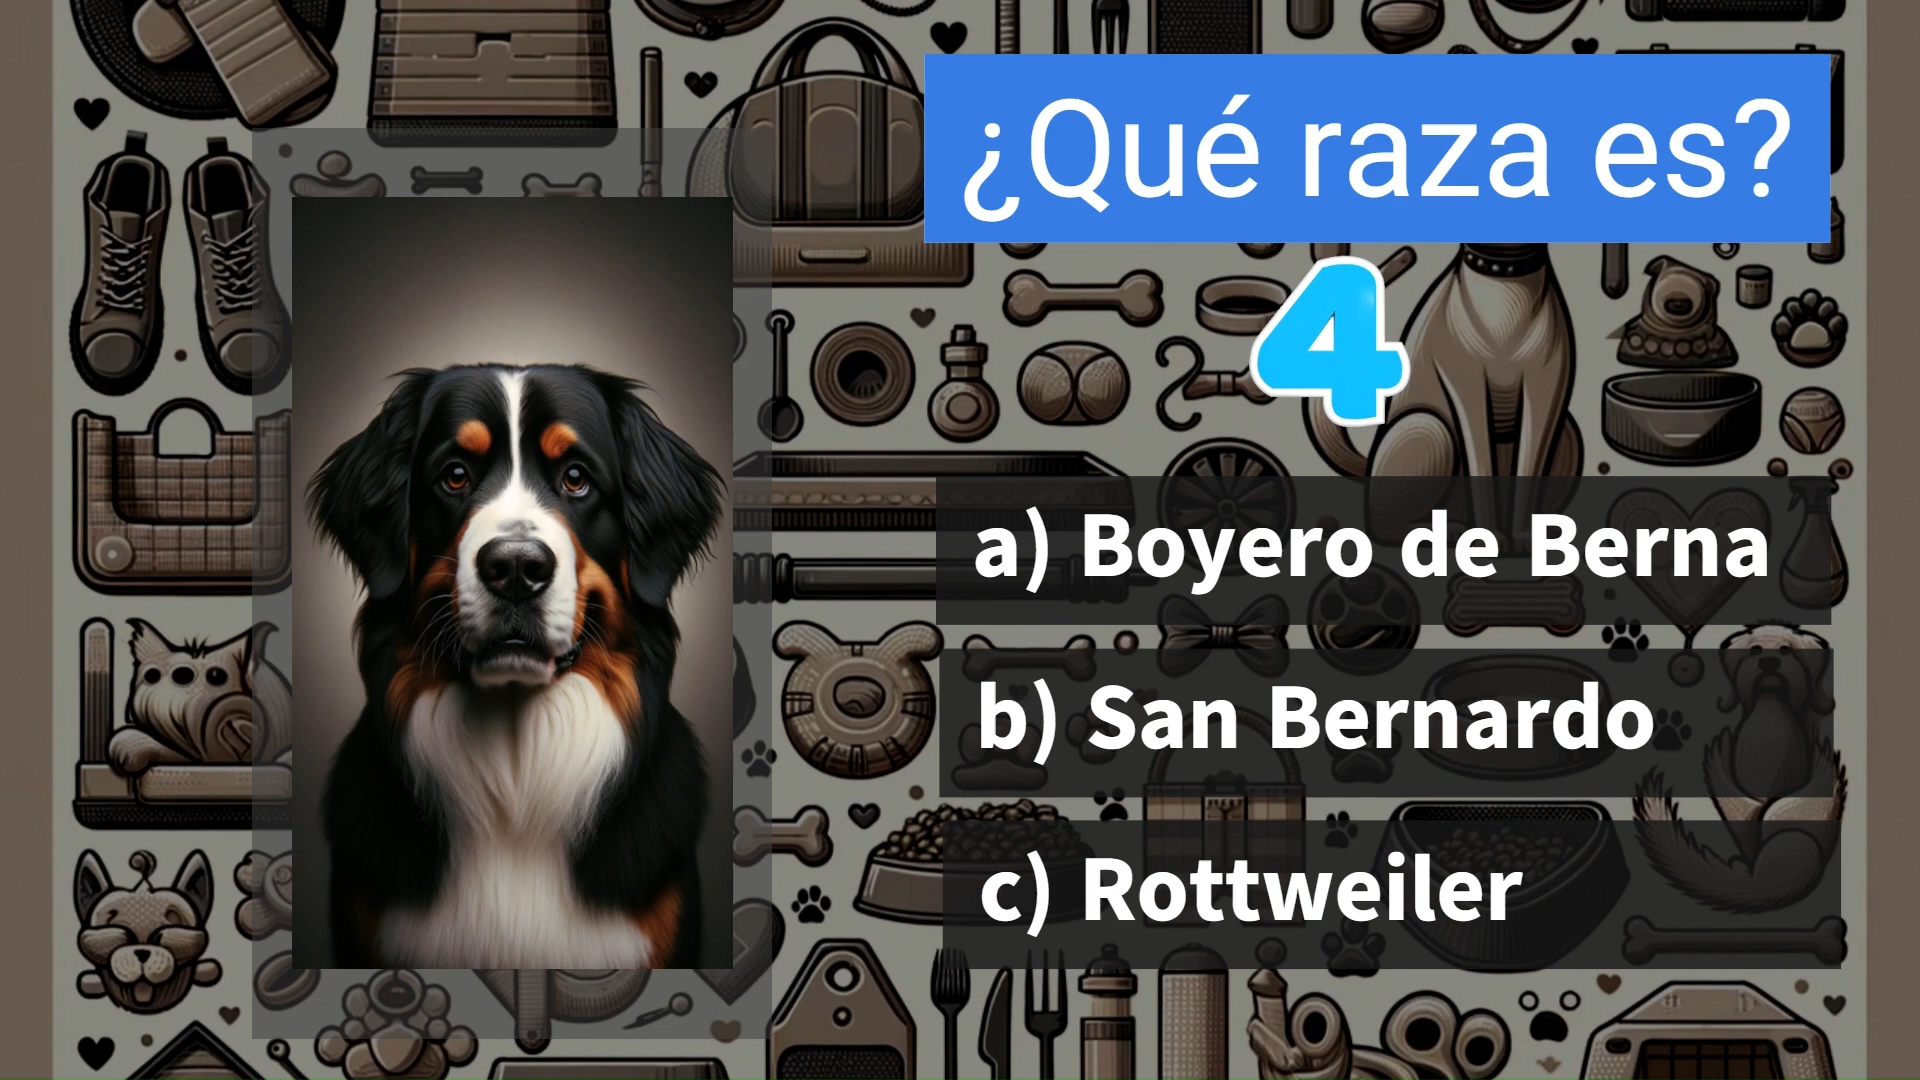 ¿Qué raza es?
4
a) Boyero de Berna
b) San Bernardo
c) Rottweiler